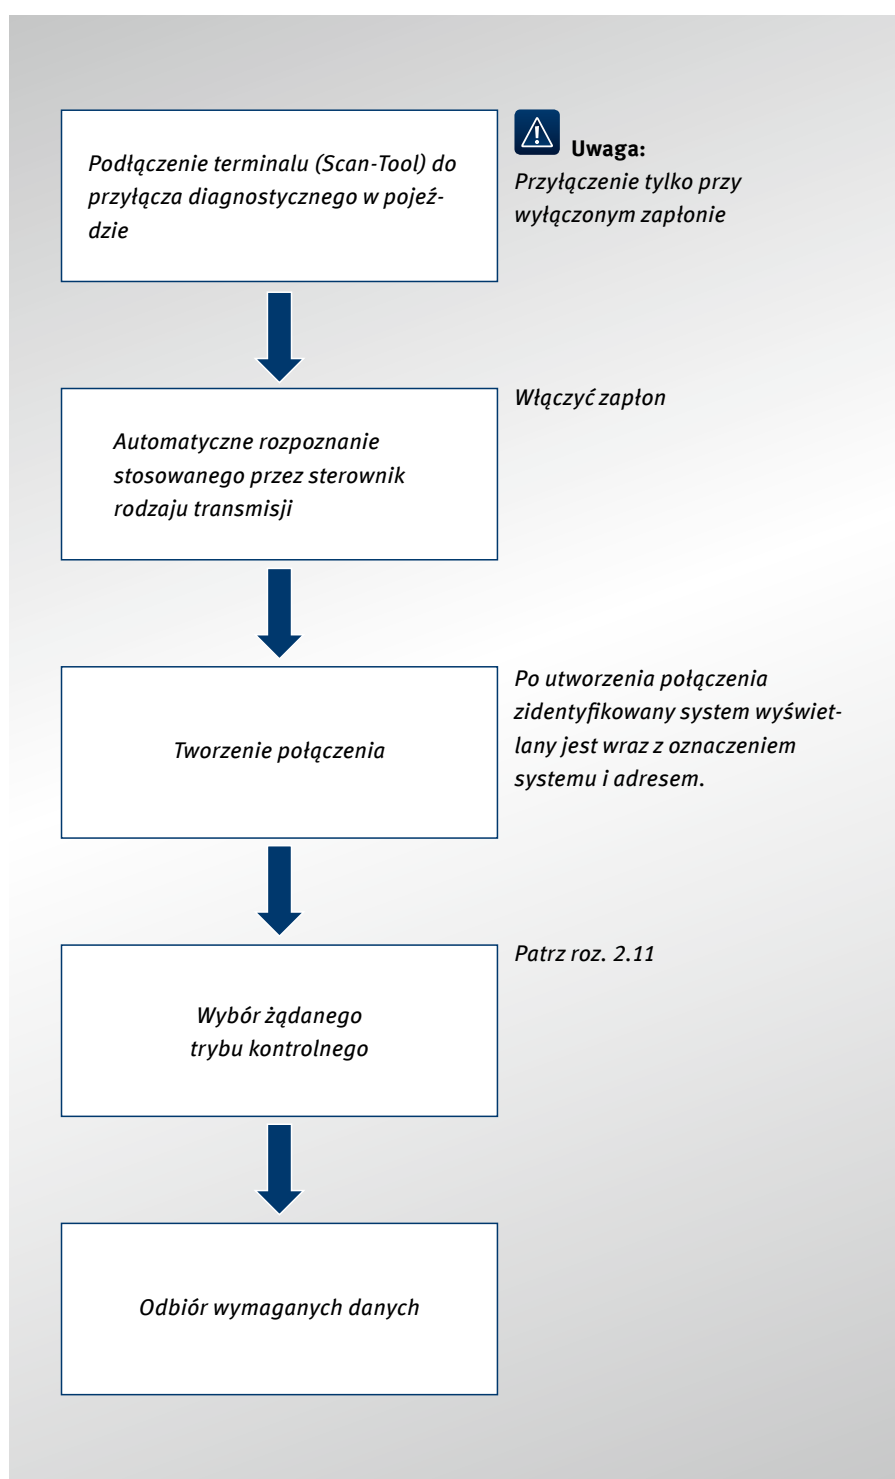 Podłączenie terminalu (Scan-Tool) do
przyłącza diagnostycznego w pojeź-
dzie
Uwaga:
Przyłączenie tylko przy
wyłączonym zapłonie
Włączyć zapłon
Automatyczne rozpoznanie
stosowanego przez sterownik
rodzaju transmisji
Tworzenie połączenia
Po utworzenia połączenia
zidentyfikowany system wyświet-
lany jest wraz z oznaczeniem
systemu i adresem.
Patrz roz. 2.11
Wybór żądanego
trybu kontrolnego
Odbiór wymaganych danych